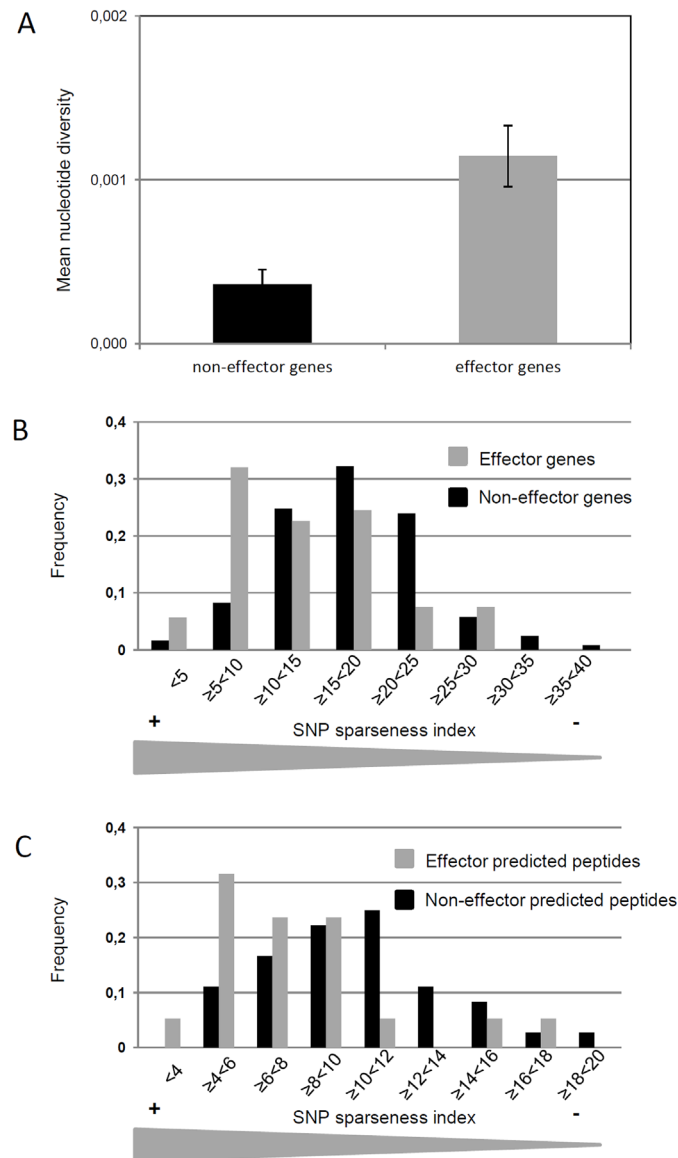 A
0,002
0,001
0,000
Mean nucleotide diversity
non-effector genes
effector genes
B
0,4
0,3
0,2
0,1
0
Frequency
Effector genes
Non-effector genes
<5
≥5<10
≥10<15
≥15<20
≥20<25
≥25<30
≥30<35
≥35<40
+
-
SNP sparseness index
C
0,4
0,3
0,2
0,1
0
Frequency
Effector predicted peptides
Non-effector predicted peptides
<4
≥4<6
≥6<8
≥8<10
≥10<12
≥12<14
≥14<16
≥16<18
≥18<20
+
-
SNP sparseness index